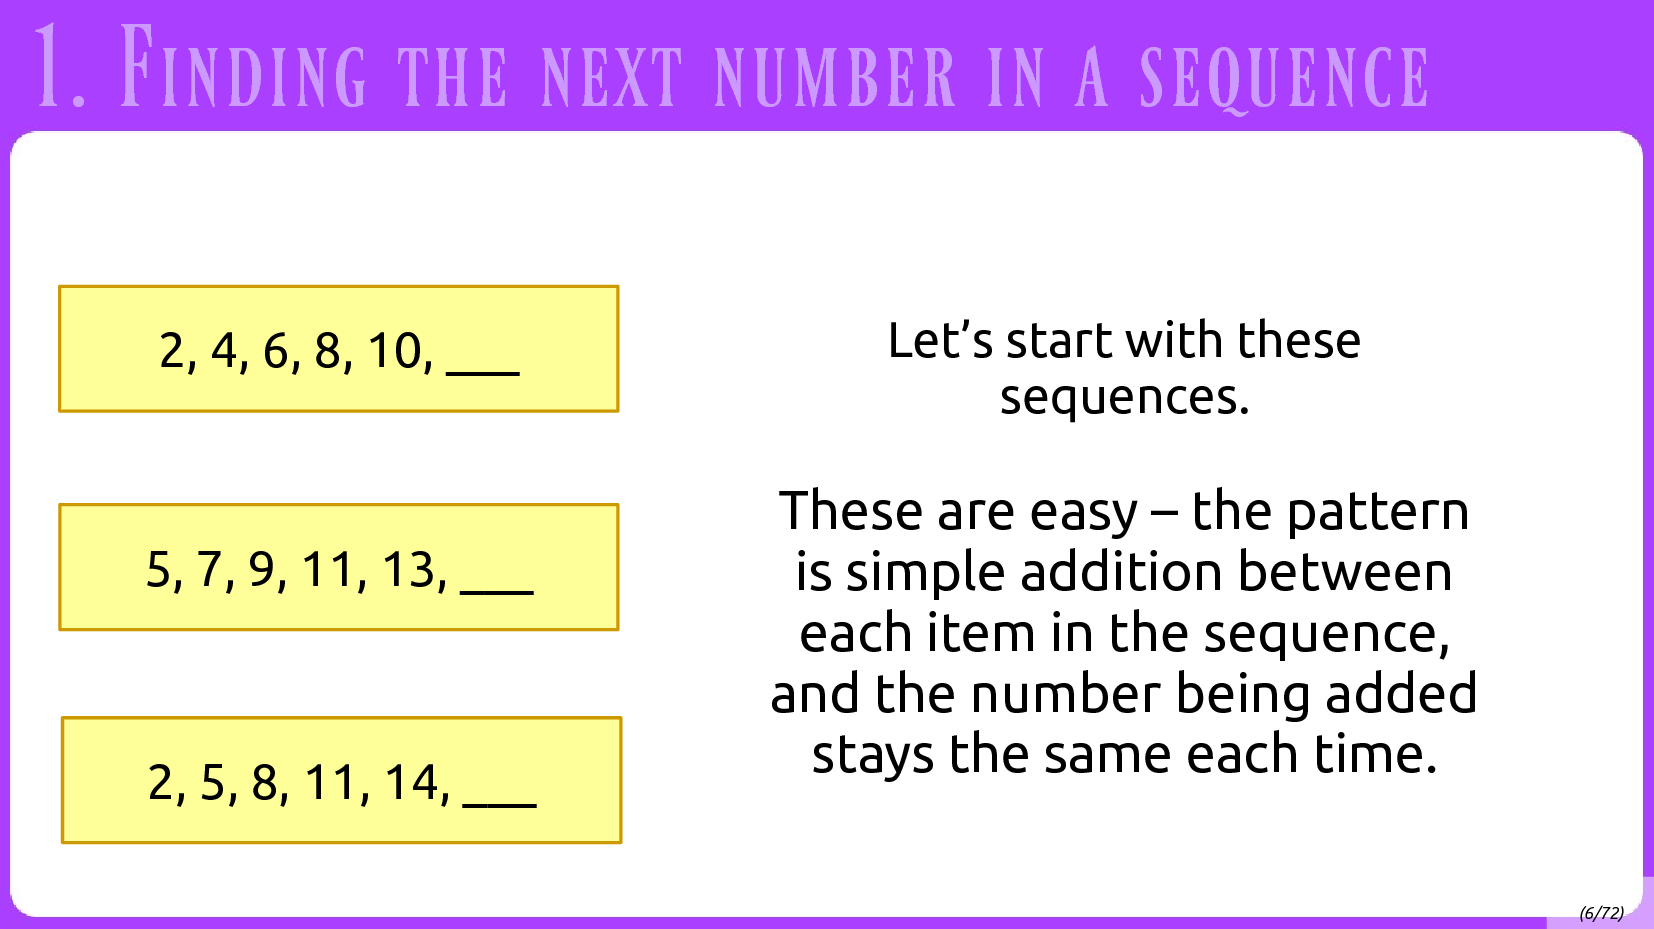 1. Finding the next number in a sequence
2, 4, 6, 8, 10, ___
5, 7, 9, 11, 13, ___
2, 5, 8, 11, 14, ___
Let’s start with these
sequences.
These are easy – the pattern
is simple addition between
each item in the sequence,
and the number being added
stays the same each time.
(6/72)